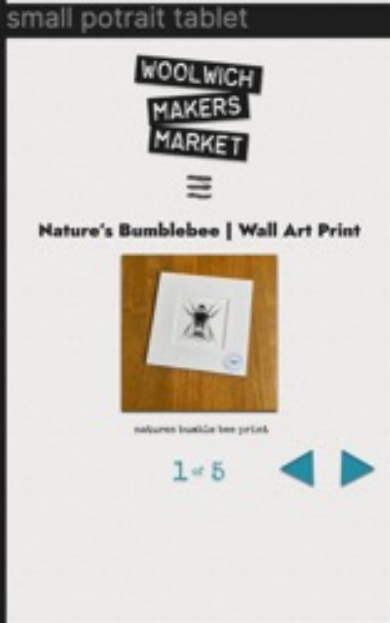 small potrait tablet
WOOLWICH
MAKERS
MARKET
Nature's Bumblebee | Wall Art Print
natures bumble bee print
1 of 5